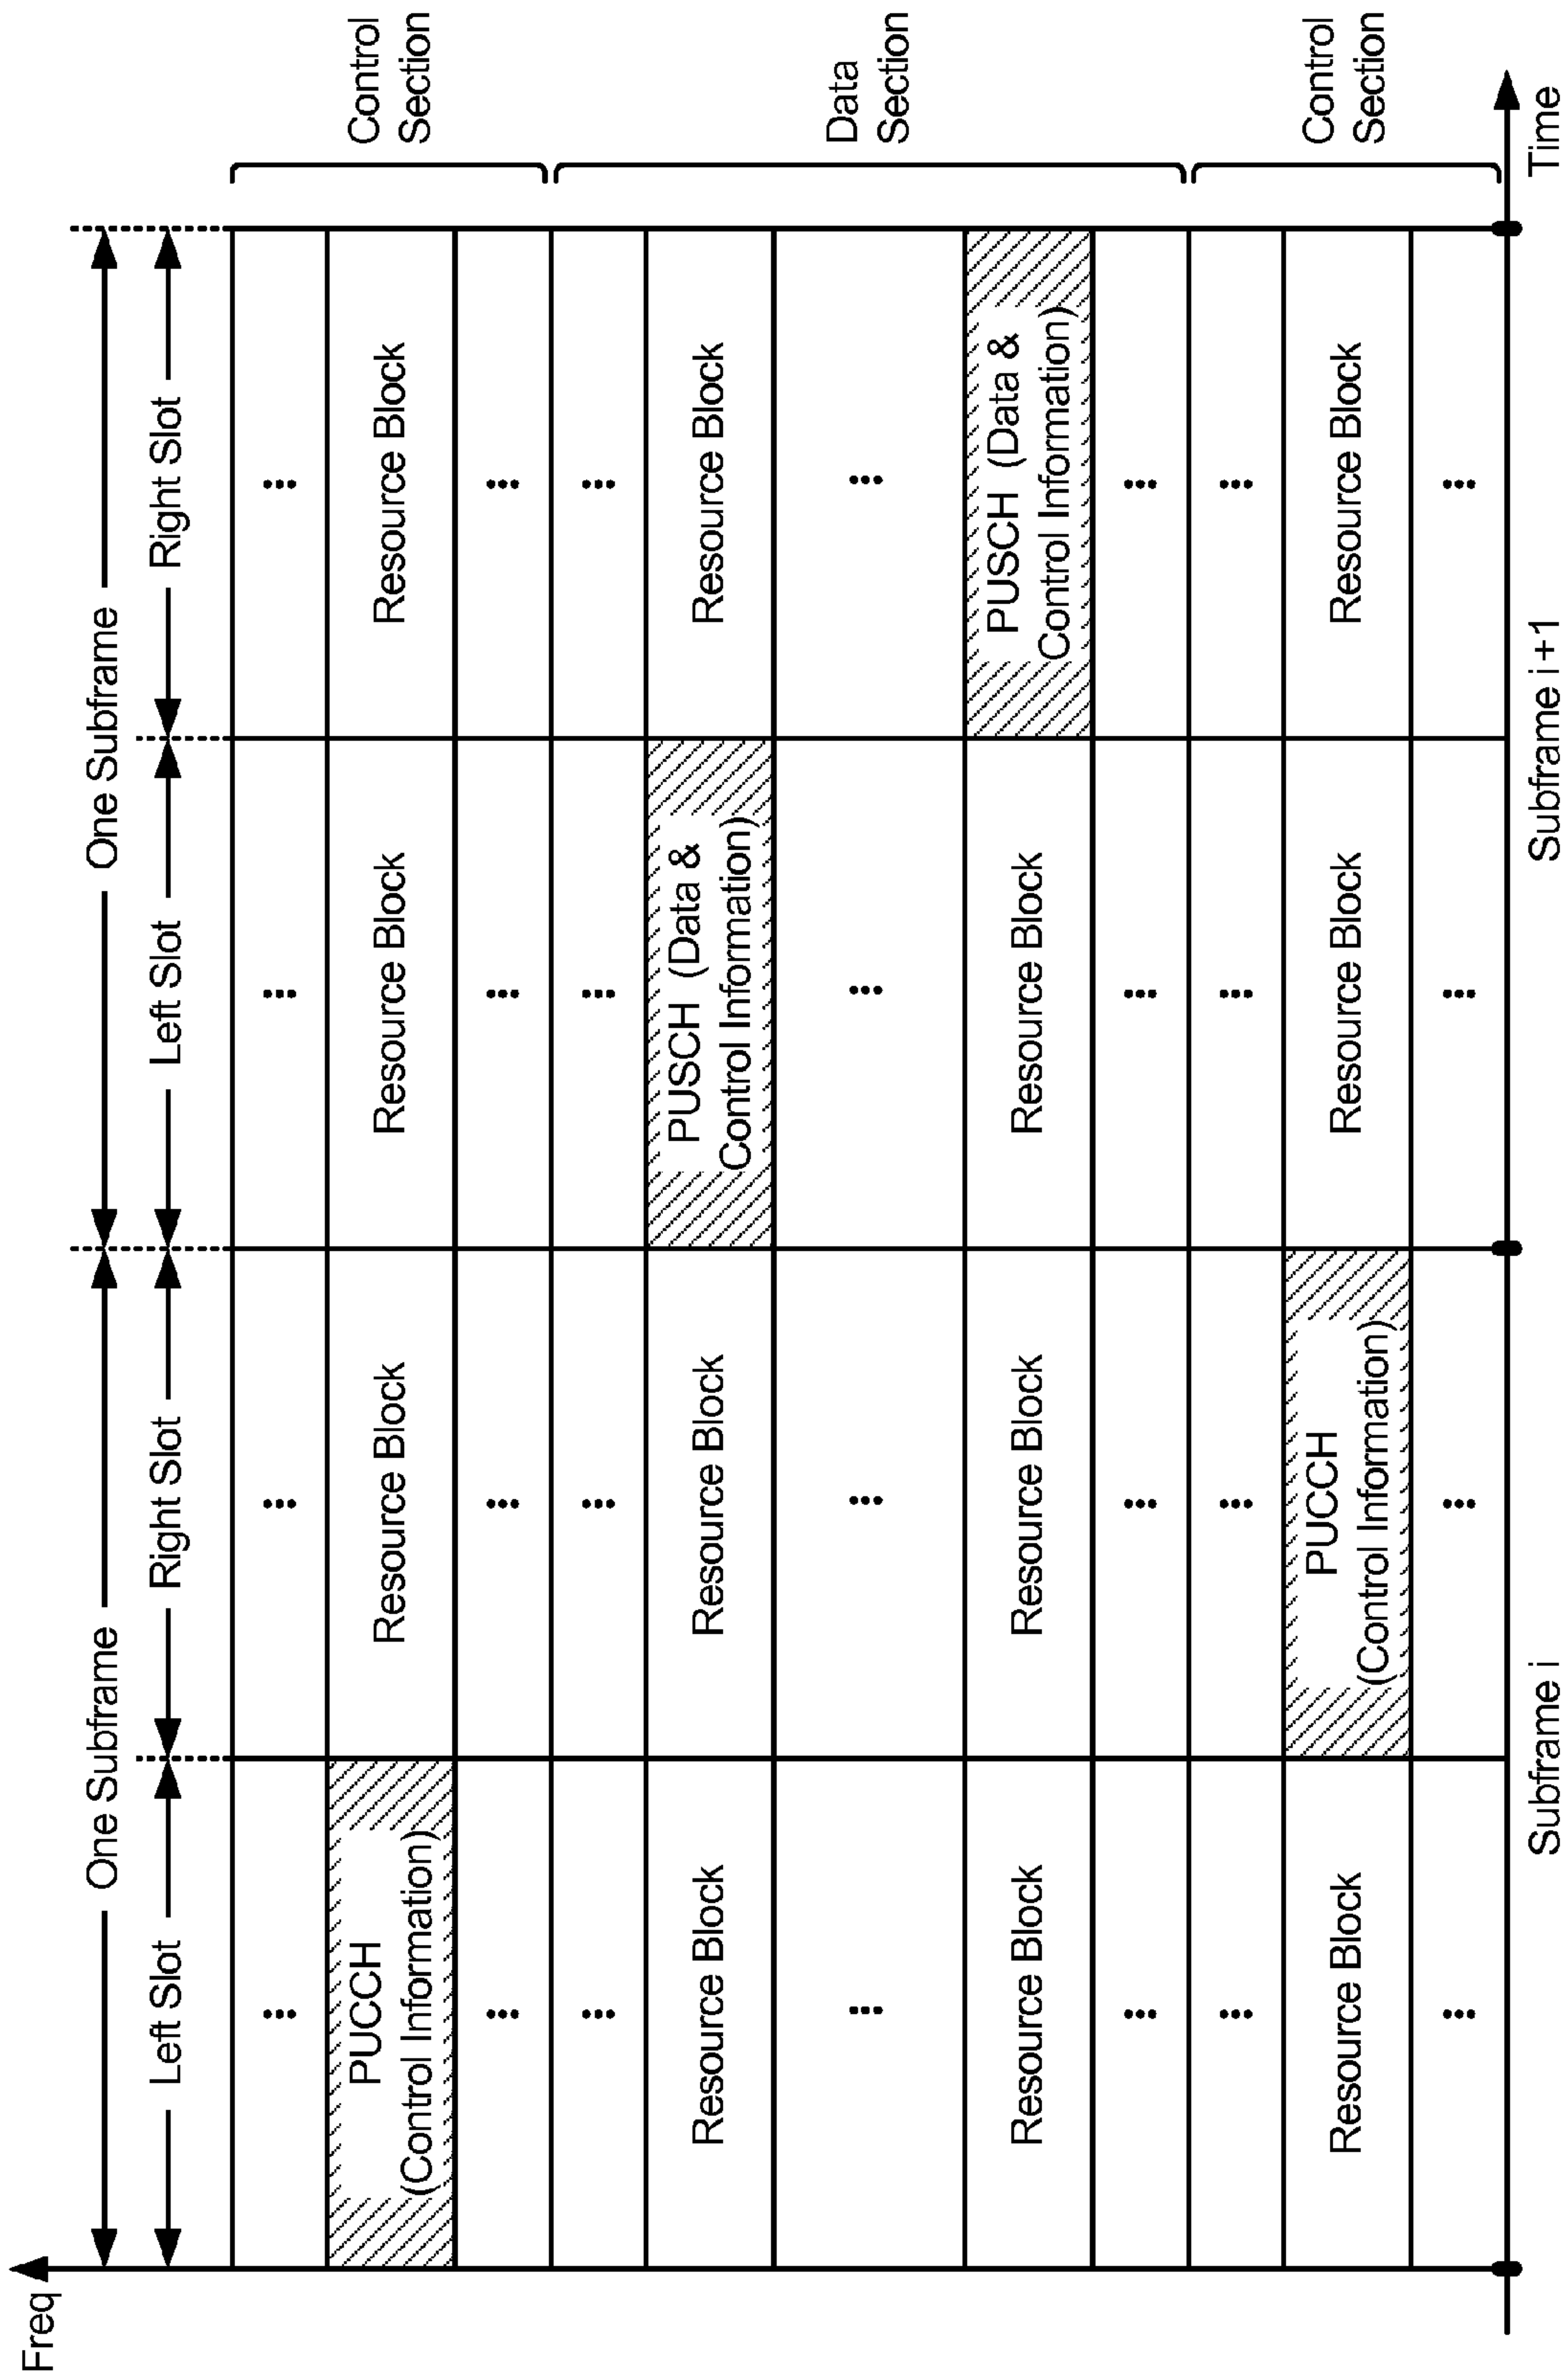 Freq
One Subframe
One Subframe
Left Slot
Right Slot
Left Slot
Right Slot
...
...
...
...
Control
Section
PUCCH
(Control Information)
Resource Block
Resource Block
Resource Block
...
...
...
...
...
...
...
...
Data
Section
Resource Block
Resource Block
PUSCH (Data &
Control Information)
Resource Block
...
...
...
...
Resource Block
Resource Block
Resource Block
PUSCH (Data &
Control Information)
...
...
...
...
...
...
...
...
Control
Section
Resource Block
PUCCH
(Control Information)
Resource Block
Resource Block
...
...
...
...
Time
Subframe i
Subframe i +1